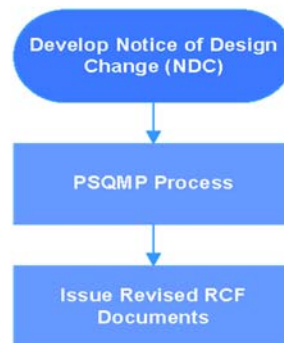 Develop Notice of Design
Change (NDC)
PSQMP Process
Issue Revised RCF
Documents